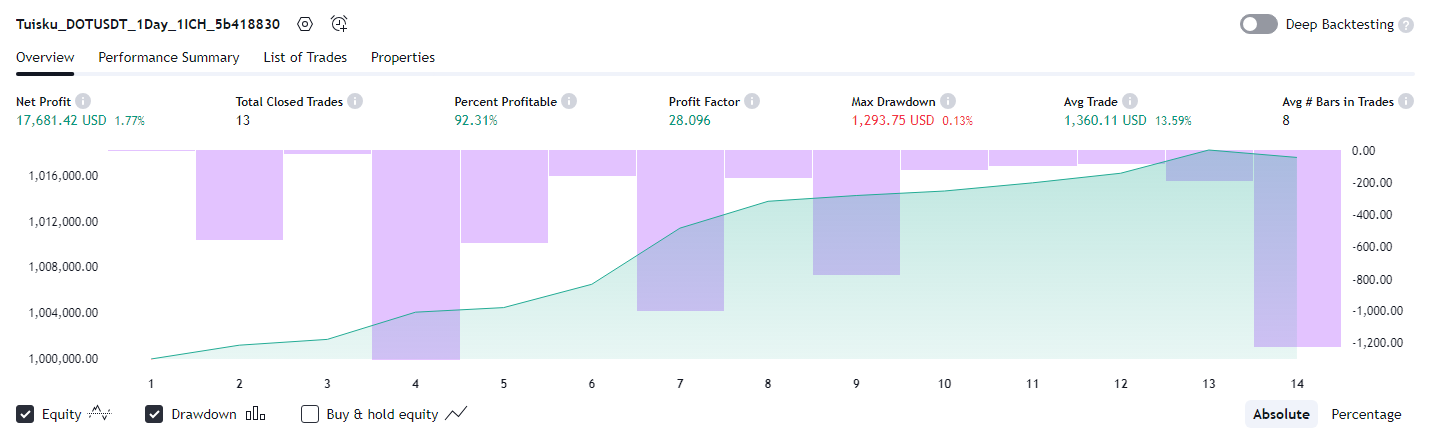 Tuisku_DOTUSDT_1Day_1ICH_5b418830
Deep Backtesting ?
Overview Performance Summary List of Trades Properties
Net Profit Total Closed Trades Percent Profitable Profit Factor Max Drawdown Avg Trade Avg # Bars in Trades
17,681.42 USD 1.77% 13 92.31% 28.096 1,293.75 USD 0.13% 1,360.11 USD 13.59% 8
1,016,000.00
1,012,000.00
1,008,000.00
1,004,000.00
1,000,000.00
0.00
-200.00
-400.00
-600.00
-800.00
-1,000.00
-1,200.00
1 2 3 4 5 6 7 8 9 10 11 12 13 14
Equity Drawdown Buy & hold equity Absolute Percentage